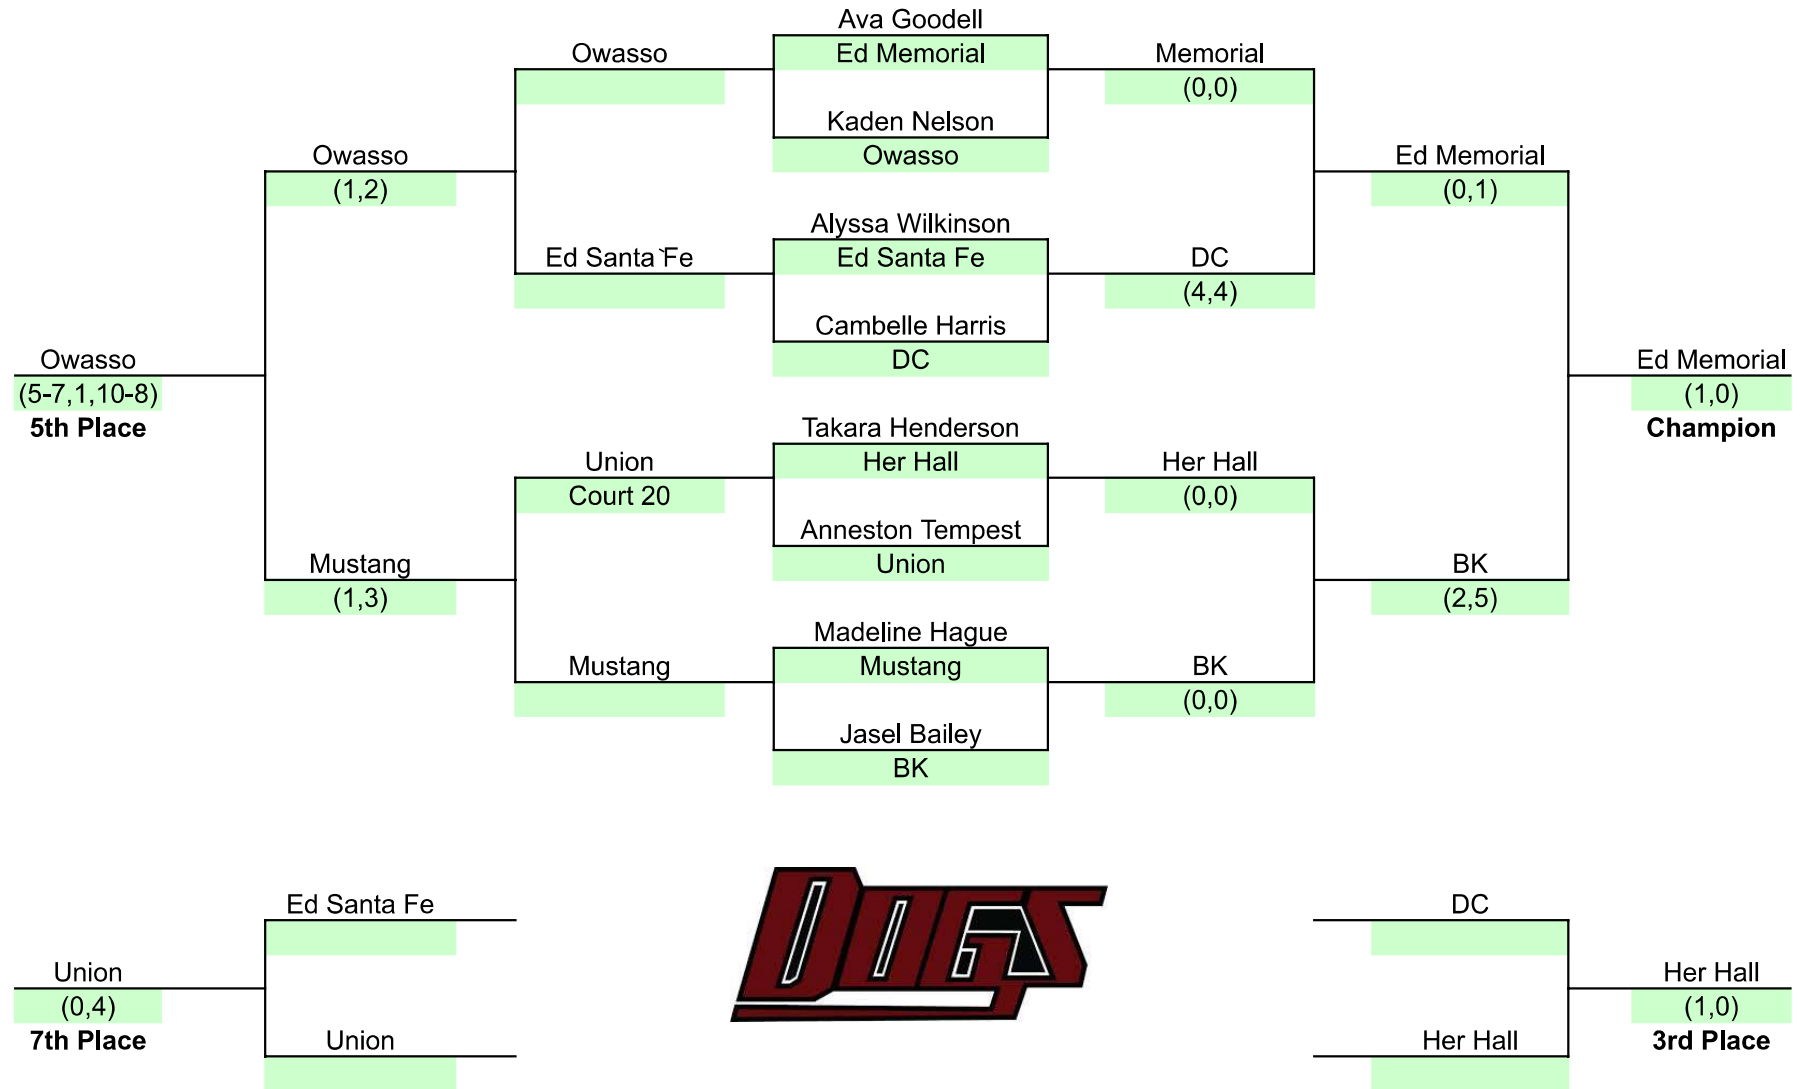 Ava Goodell
Owasso
Ed Memorial
Memorial
(0,0)
Kaden Nelson
Owasso
Owasso
Ed Memorial
(1,2)
(0,1)
Alyssa Wilkinson
Ed Santa`Fe
Ed Santa Fe
DC
(4,4)
Cambelle Harris
Owasso
DC
Ed Memorial
(5-7,1,10-8)
(1,0)
5th Place
Takara Henderson
Champion
Union
Her Hall
Her Hall
Court 20
(0,0)
Anneston Tempest
Mustang
Union
BK
(1,3)
(2,5)
Madeline Hague
Mustang
Mustang
BK
(0,0)
Jasel Bailey
BK
Ed Santa Fe
DOGS
DC
Union
Her Hall
(0,4)
(1,0)
7th Place
Union
Her Hall
3rd Place